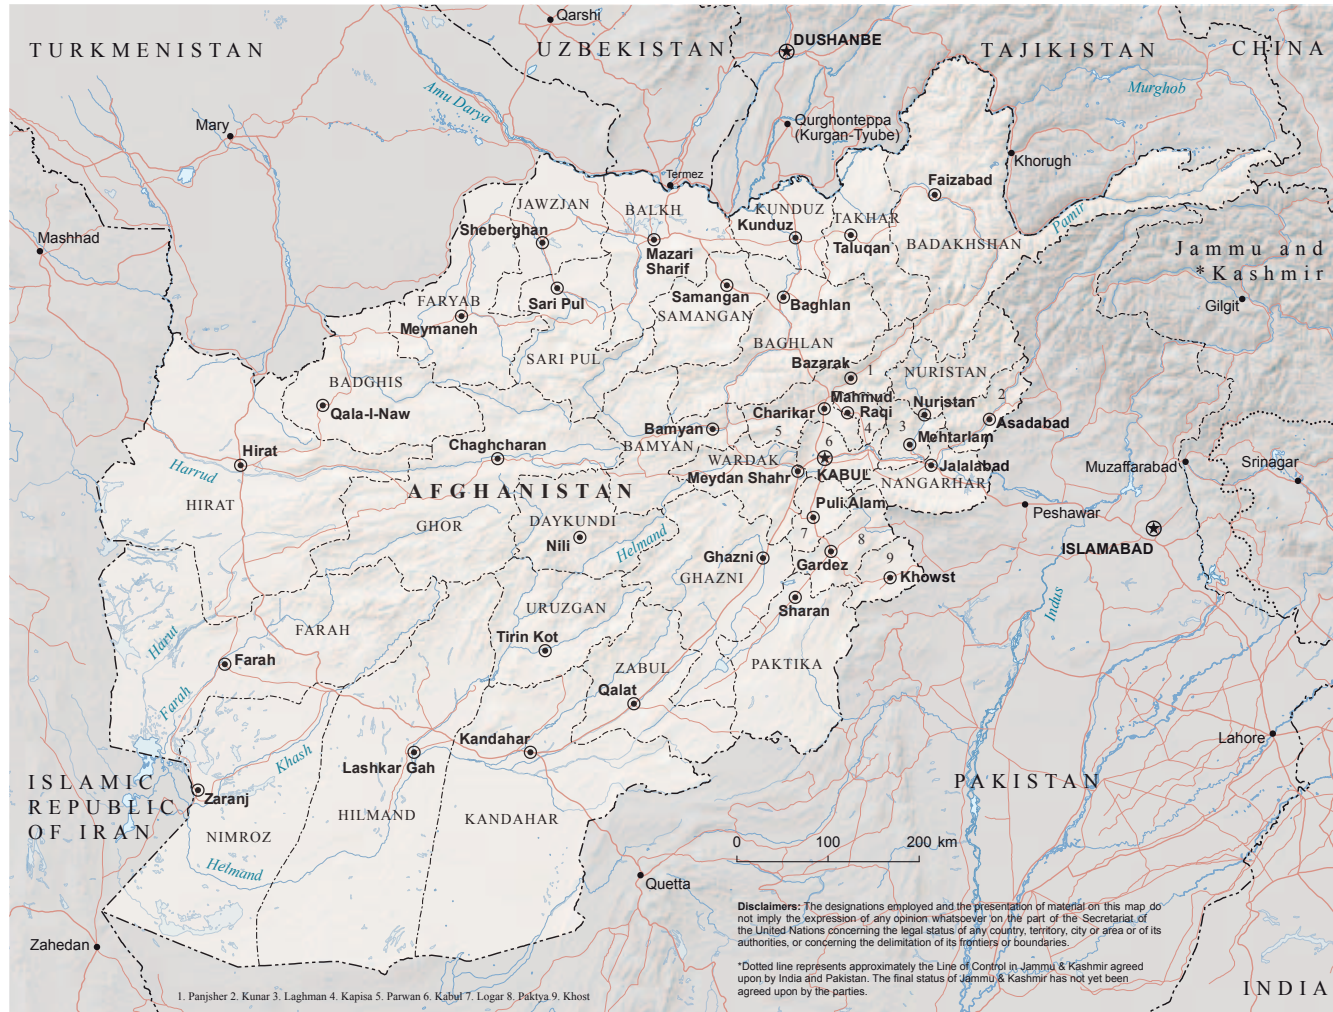 Qarshi
TURKMENISTAN
UZBEKISTAN
DUSHANBE
TAJIKISTAN
CHINA
Amu Darya
Murghob
Mary
Qurghonteppa
(Kurgan-Tyube)
Khorugh
Termez
Faizabad
JAWZJAN
BALKH
KUNDUZ
TAKHAR
Sheberghan
Kunduz
Taluqan
BADAKHSHAN
Pamir
Mashhad
Mazari
Sharif
Jammu and
*Kashmir
Gilgit
Sari Pul
Samangan
Baghlan
FARYAB
Meymaneh
SAMANGAN
SARI PUL
BAGHLAN
Bazarak
1
NURISTAN
BADGHIS
Qala-I-Naw
Mahmud
Raqi
Nuristan
2
Charikar
Asadabad
Bamyan
5
6
4
3
Mehtarlam
Hirat
Chaghcharan
BAMYAN
WARDAK
Harrud
Meydan Shahr
KABUL
Jalalabad
NANGARHAR
Muzaffarabad
Srinagar
AFGHANISTAN
HIRAT
GHOR
DAYKUNDI
Nili
Helmand
Puli Alam
Peshawar
ISLAMABAD
7
8
Ghazni
GHAZNI
Gardez
9
Khowst
Sharan
Indus
URUZGAN
FARAH
Harut
Tirin Kot
Farah
ZABUL
PAKTIKA
Qalat
Farah
Kandahar
Lashkar Gah
Khash
Lahore
ISLAMIC
REPUBLIC
OF IRAN
Zaranj
PAKISTAN
HILMAND
KANDAHAR
NIMROZ
0 100 200 km
Helmand
Quetta
Zahedan
Disclaimers: The designations employed and the presentation of material on this map do
not imply the expression of any opinion whatsoever on the part of the Secretariat of
the United Nations concerning the legal status of any country, territory, city or area or of its
authorities, or concerning the delimitation of its frontiers or boundaries.
*Dotted line represents approximately the Line of Control in Jammu & Kashmir agreed
upon by India and Pakistan. The final status of Jammu & Kashmir has not yet been
agreed upon by the parties.
INDIA
1. Panjsher 2. Kunar 3. Laghman 4. Kapisa 5. Parwan 6. Kabul 7. Logar 8. Paktya 9. Khost